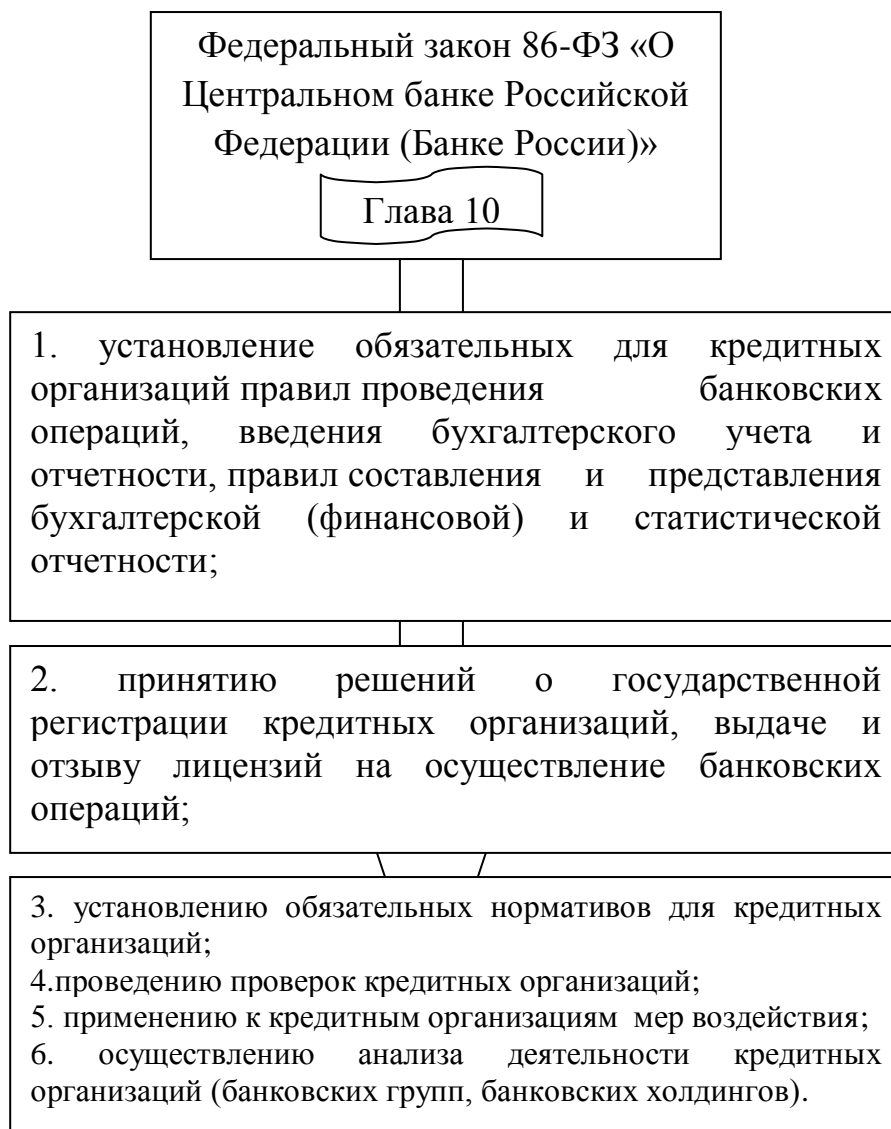 Федеральный закон 86-ФЗ «О
Центральном банке Российской
Федерации (Банке России)»
Глава 10
1. установление обязательных для кредитных
организаций правил проведения банковских
операций, введения бухгалтерского учета и
отчетности, правил составления и представления
бухгалтерской (финансовой) и статистической
отчетности;
2. принятию решений о государственной
регистрации кредитных организаций, выдаче и
отзыву лицензий на осуществление банковских
операций;
3. установлению обязательных нормативов для кредитных
организаций;
4.проведению проверок кредитных организаций;
5. применению к кредитным организациям мер воздействия;
6. осуществлению анализа деятельности кредитных
организаций (банковских групп, банковских холдингов).